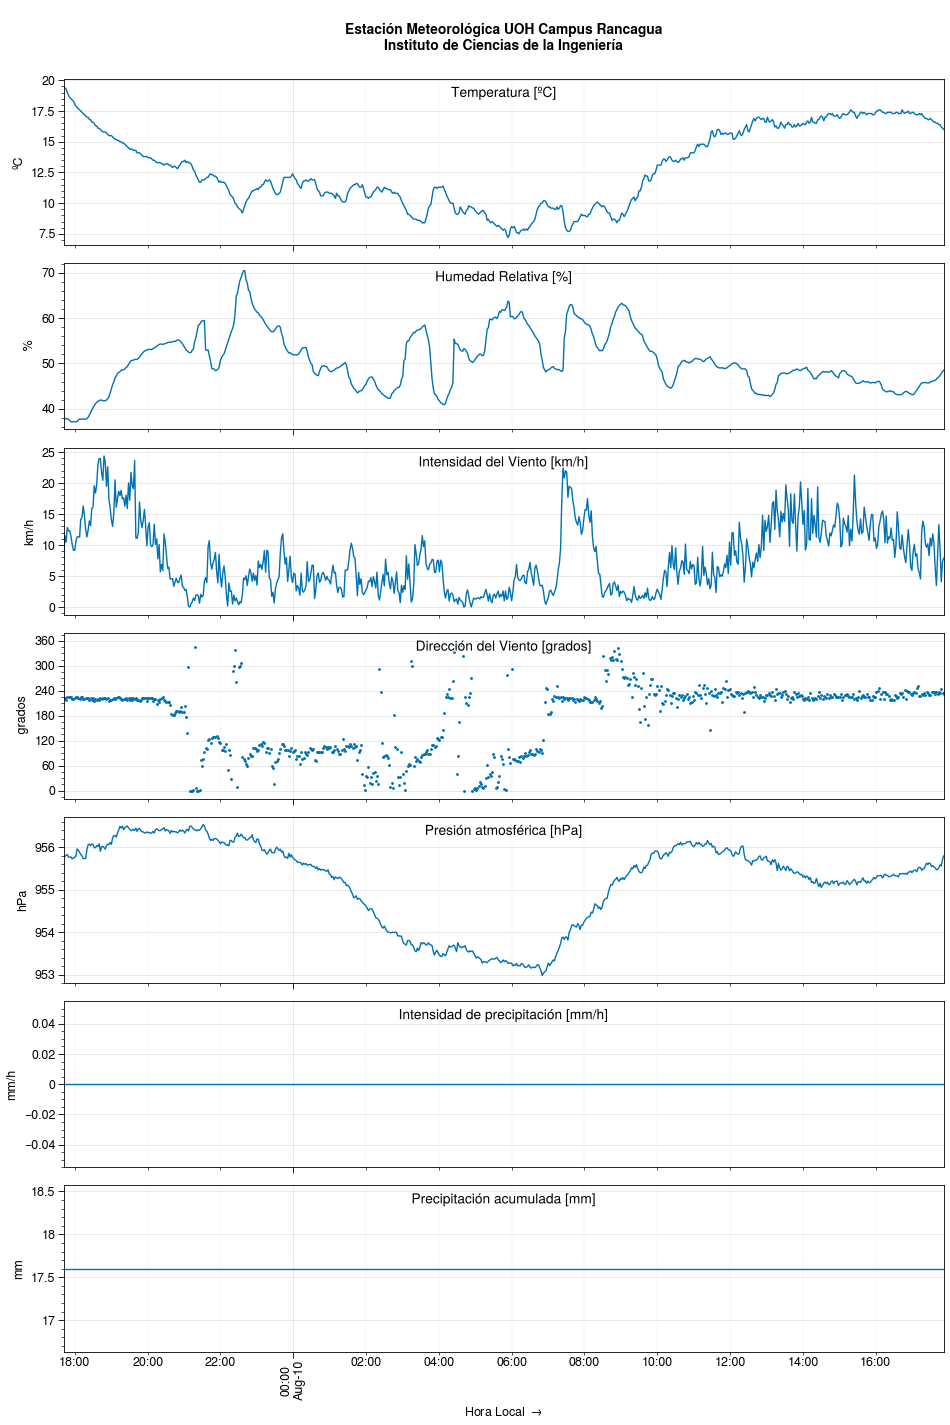 Estación Meteorológica UOH Campus Rancagua
Instituto de Ciencias de la Ingeniería
Temperatura [ºC]
ºC
20
17.5
15
12.5
10
7.5
Humedad Relativa [%]
%
70
60
50
40
Intensidad del Viento [km/h]
km/h
25
20
15
10
5
0
Dirección del Viento [grados]
grados
360
300
240
180
120
60
0
Presión atmosférica [hPa]
hPa
956
955
954
953
Intensidad de precipitación [mm/h]
mm/h
0.04
0.02
0
−0.02
−0.04
Precipitación acumulada [mm]
mm
18.5
18
17.5
17
18:00 20:00 22:00 00:00 02:00 04:00 06:00 08:00 10:00 12:00 14:00 16:00
Aug-10
Hora Local →